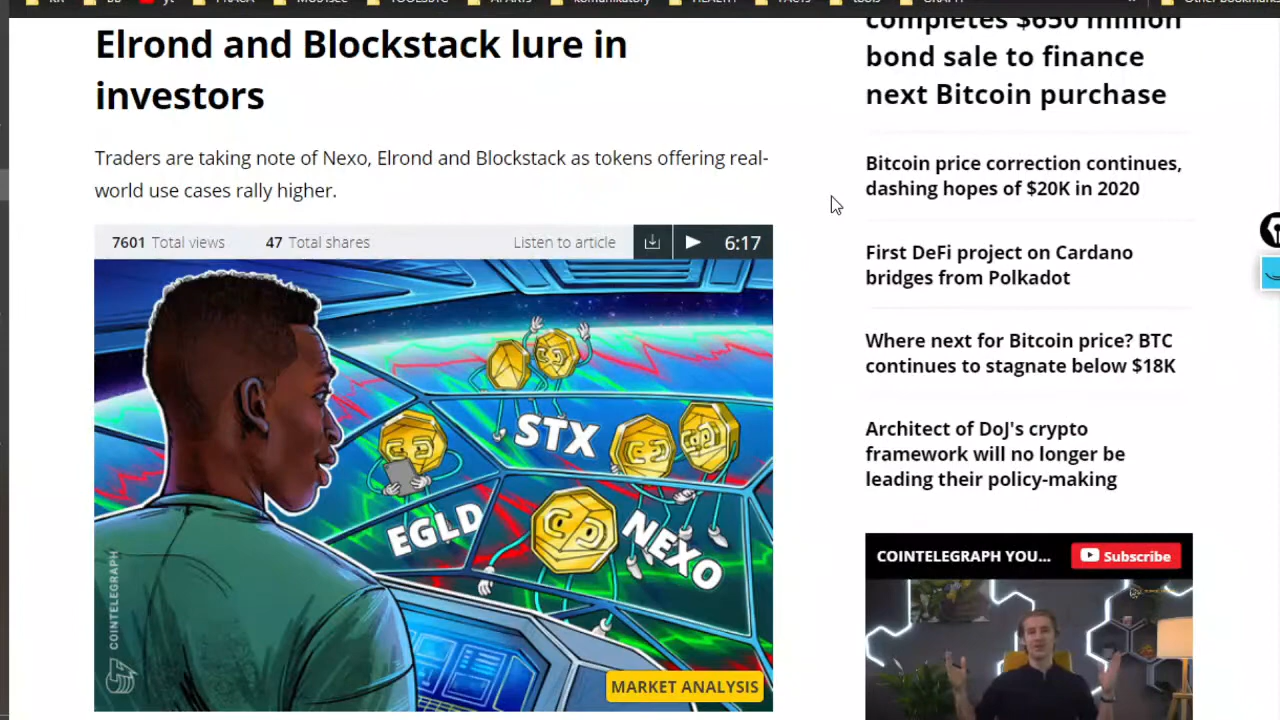 Elrond and Blockstack lure in
investors
Traders are taking note of Nexo, Elrond and Blockstack as tokens offering real-
world use cases rally higher.
7601 Total views 47 Total shares Listen to article 6:17
STX
EGLD
NEXO
COINTELEGRAPH
MARKET ANALYSIS
completes $650 million
bond sale to finance
next Bitcoin purchase
Bitcoin price correction continues,
dashing hopes of $20K in 2020
First DeFi project on Cardano
bridges from Polkadot
Where next for Bitcoin price? BTC
continues to stagnate below $18K
Architect of DoJ's crypto
framework will no longer be
leading their policy-making
COINTELEGRAPH YOU... Subscribe